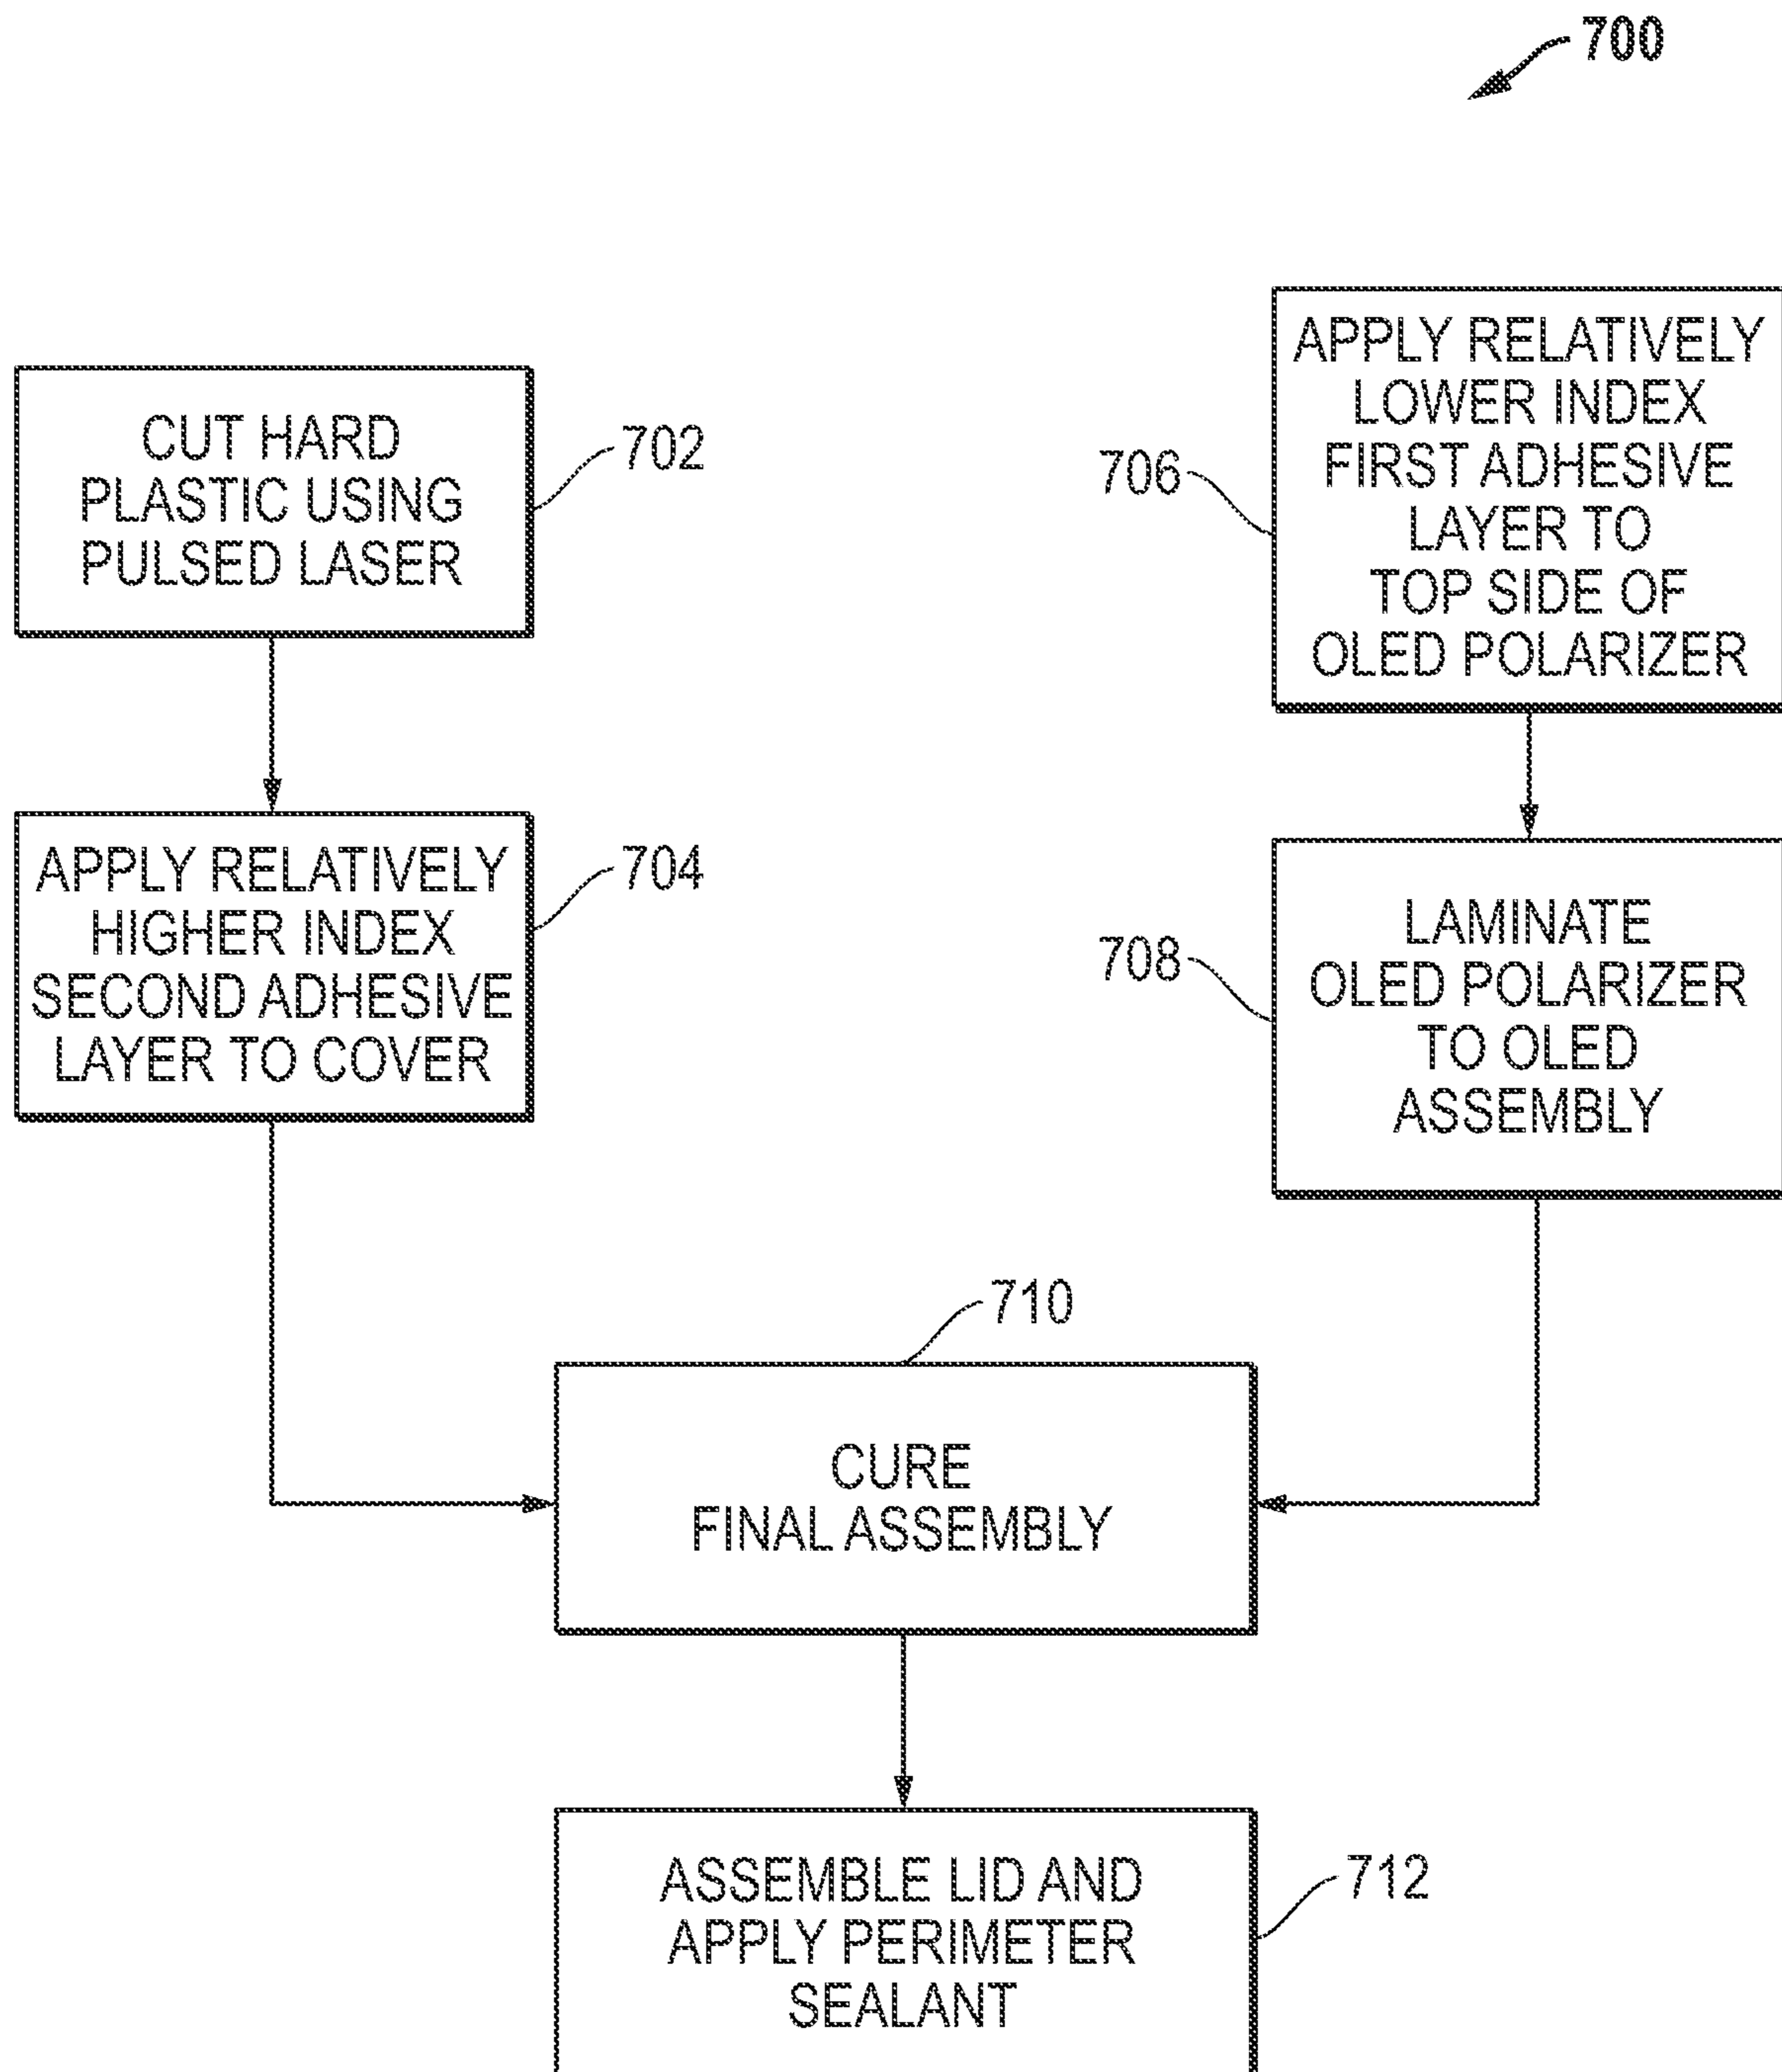 700
CUT HARD
PLASTIC USING
PULSED LASER
702
APPLY RELATIVELY
HIGHER INDEX
SECOND ADHESIVE
LAYER TO COVER
704
APPLY RELATIVELY
LOWER INDEX
FIRST ADHESIVE
LAYER TO
TOP SIDE OF
OLED POLARIZER
706
LAMINATE
OLED POLARIZER
TO OLED
ASSEMBLY
708
710
CURE
FINAL ASSEMBLY
ASSEMBLE LID AND
APPLY PERIMETER
SEALANT
712